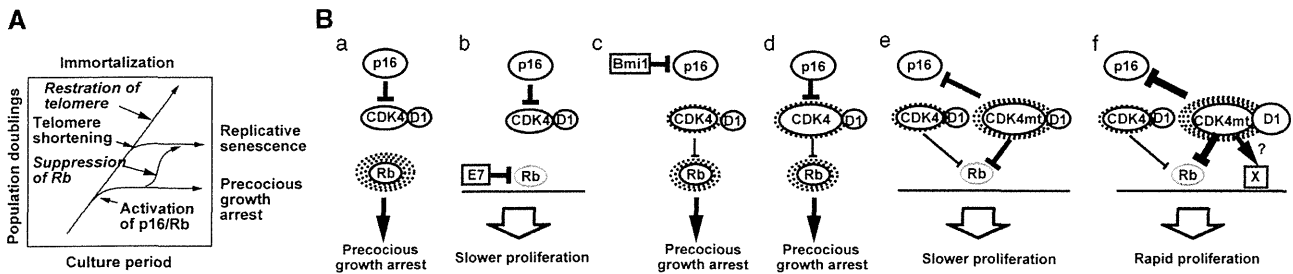 A
Immortalization
Population doublings
Restration of
telomere
Telomere
shortening
Suppression
of Rb
Activation
of p16/Rb
Replicative
senescence
Precocious
growth
arrest
Culture period
B
a
p16
CDK4 D1
Rb
Precocious
growth arrest
b
p16
CDK4 D1
E7 Rb
Slower proliferation
c
Bmi1 p16
CDK4 D1
Rb
Precocious
growth arrest
d
p16
CDK4 D1
Rb
Precocious
growth arrest
e
p16
CDK4 D1 CDK4mt D1
Rb
Slower proliferation
f
p16
CDK4 D1 CDK4mt D1
?
Rb X
Rapid proliferation